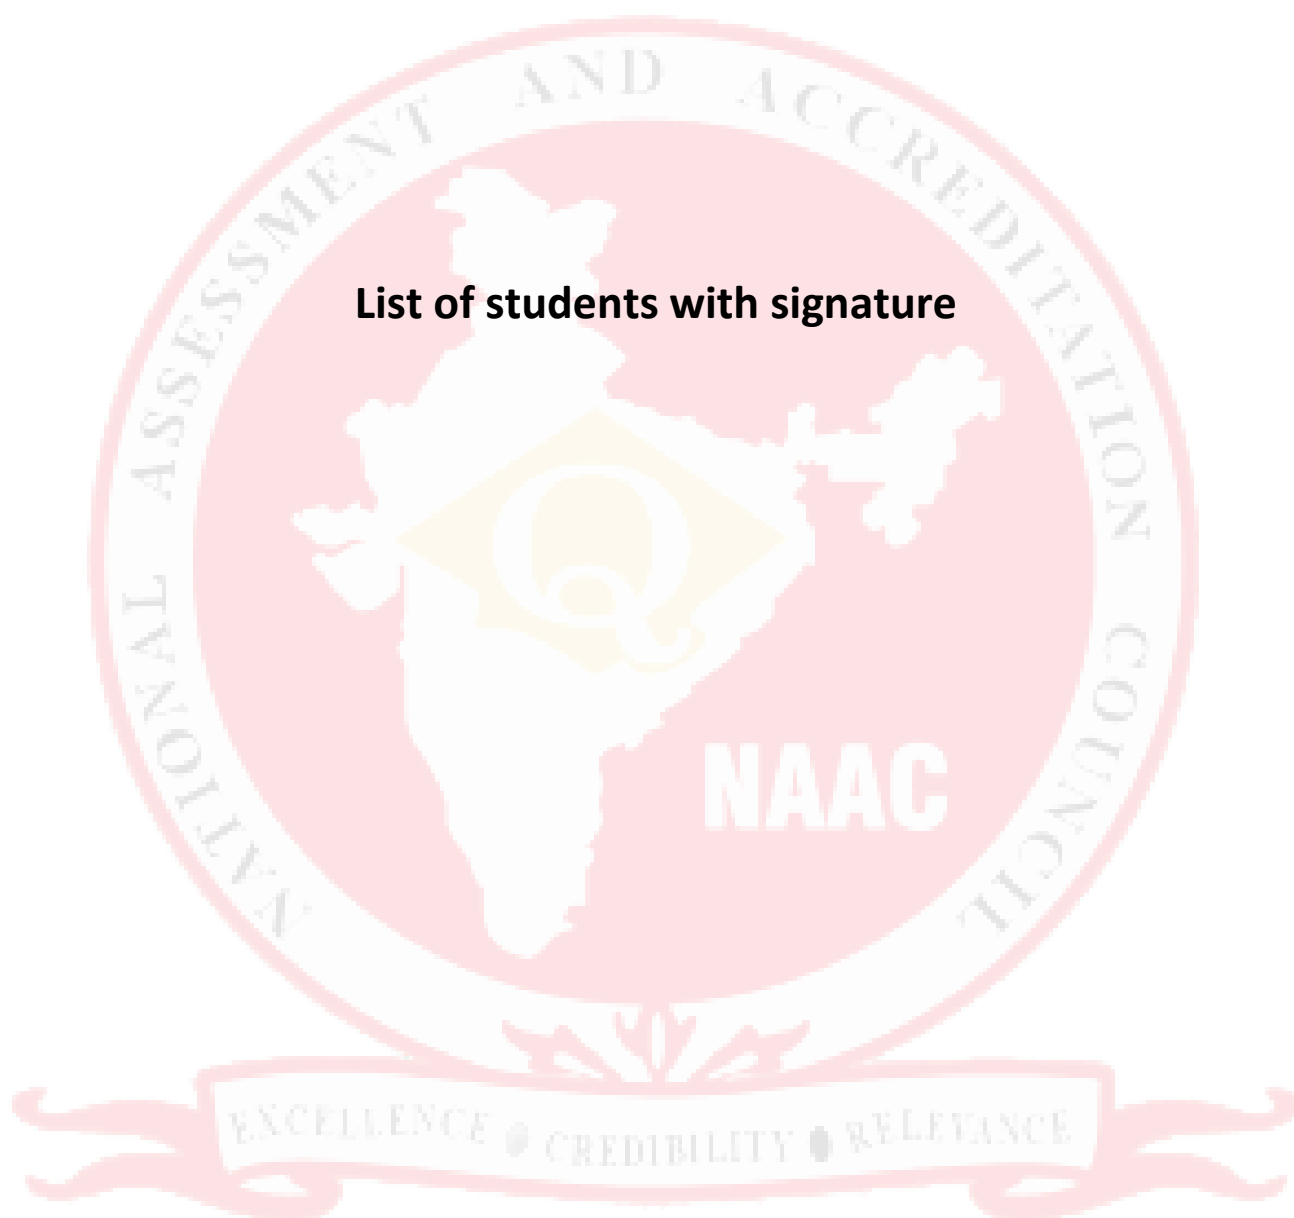 NATIONAL ASSESSMENT AND ACCREDITATION COUNCIL
List of students with signature
Q
NAAC
EXCELLENCE CREDIBILITY RELEVANCE